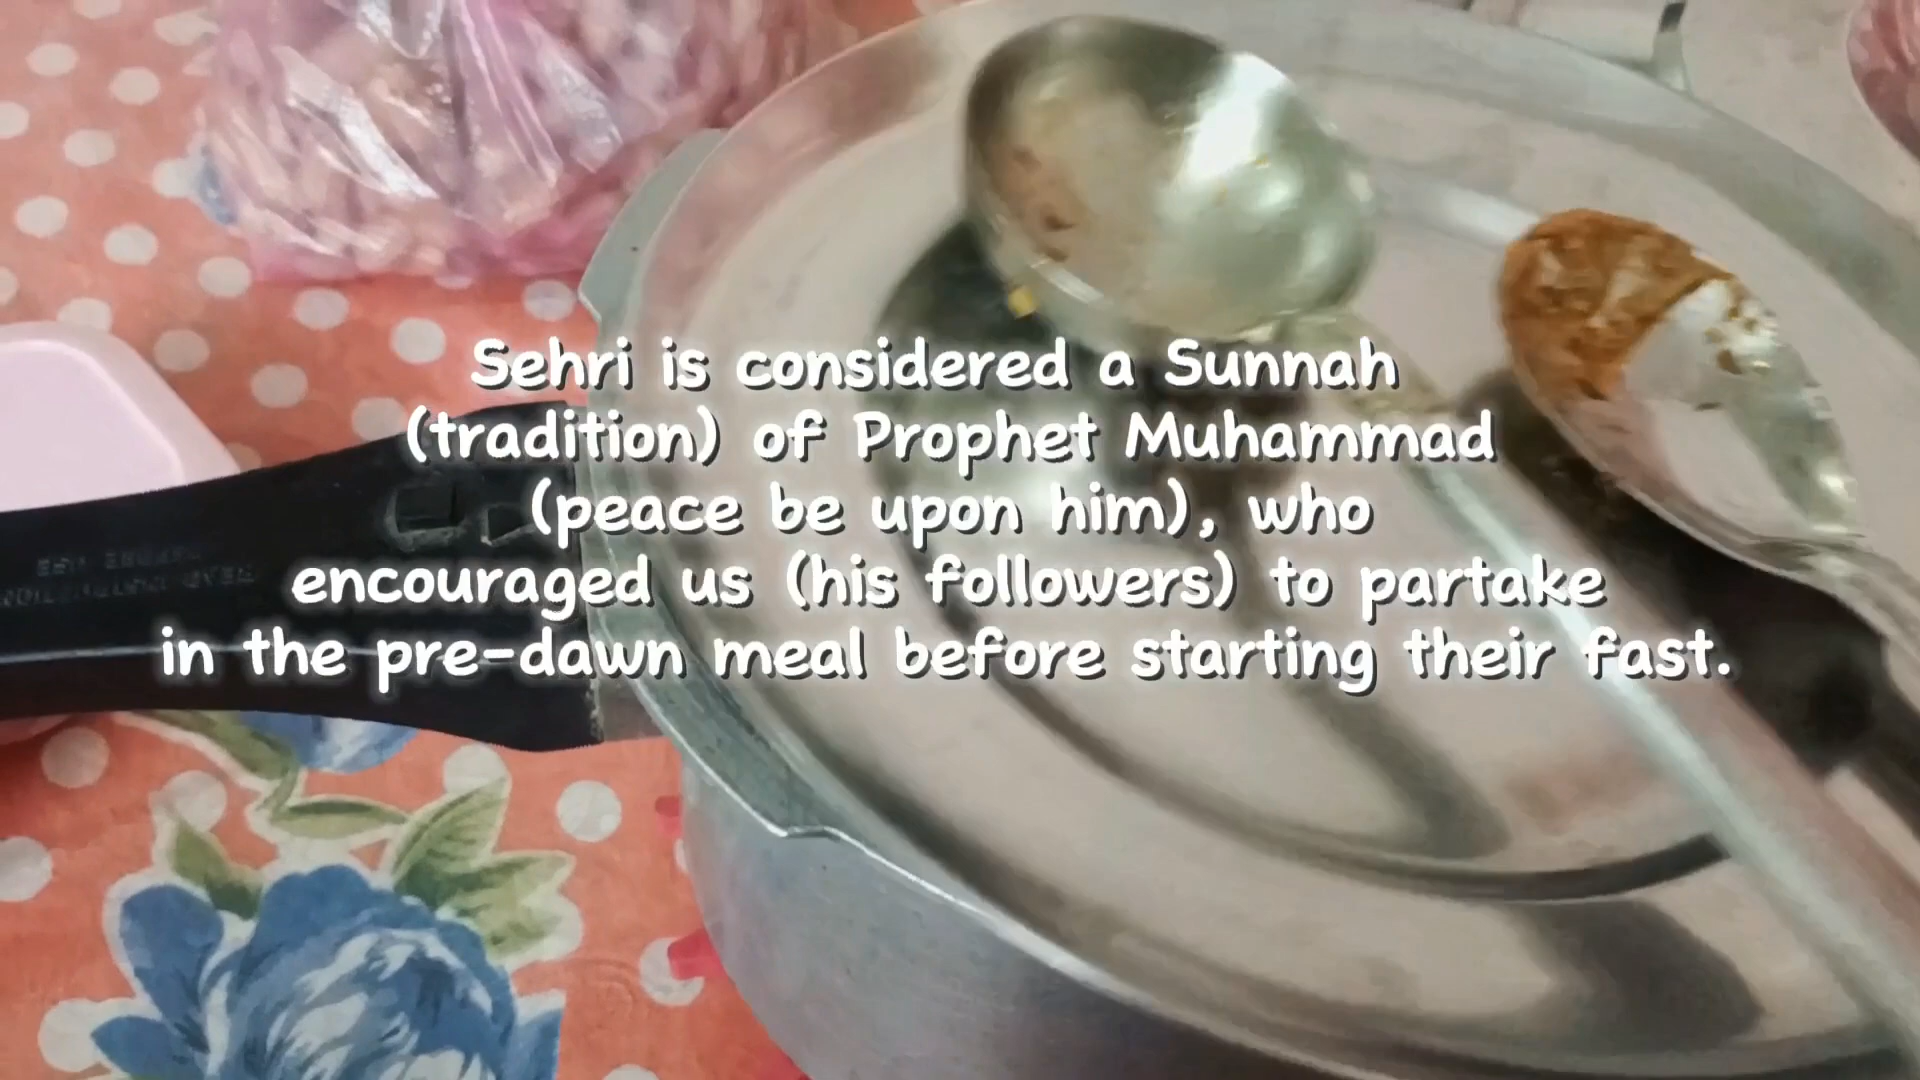 Sehri is considered a Sunnah
(tradition) of Prophet Muhammad
(peace be upon him), who
encouraged us (his followers) to partake
in the pre-dawn meal before starting their fast.